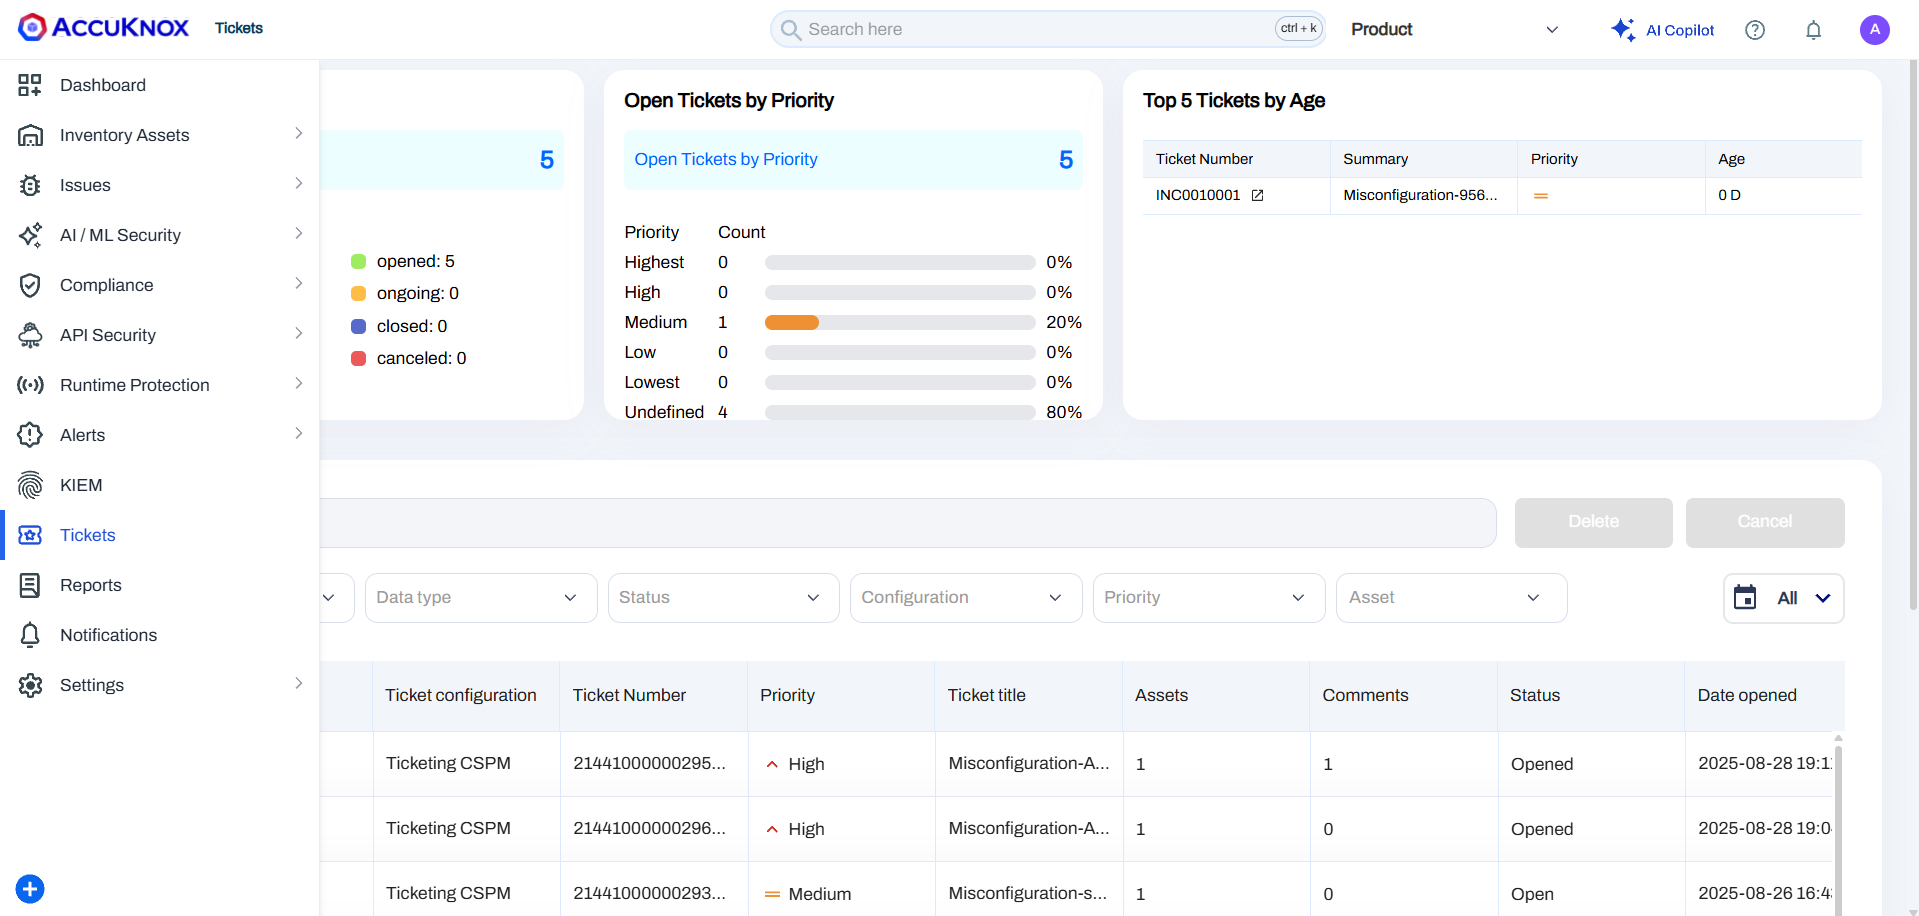 ACCUKNOX
Tickets
Search here
ctrl + k
Product
AI Copilot
A
Dashboard
Inventory Assets
Issues
AI / ML Security
Compliance
API Security
Runtime Protection
Alerts
KIEM
Tickets
Reports
Notifications
Settings
5
opened: 5
ongoing: 0
closed: 0
canceled: 0
Open Tickets by Priority
Open Tickets by Priority 5
Priority Count
Highest 0 0%
High 0 0%
Medium 1 20%
Low 0 0%
Lowest 0 0%
Undefined 4 80%
Top 5 Tickets by Age
Ticket Number Summary Priority Age
INC0010001 Misconfiguration-956... 0 D
Delete Cancel
Data type Status Configuration Priority Asset All
Ticket configuration Ticket Number Priority Ticket title Assets Comments Status Date opened
Ticketing CSPM 21441000000295... High Misconfiguration-A... 1 1 Opened 2025-08-28 19:1
Ticketing CSPM 21441000000296... High Misconfiguration-A... 1 0 Opened 2025-08-28 19:0
Ticketing CSPM 21441000000293... Medium Misconfiguration-s... 1 0 Open 2025-08-26 16:4